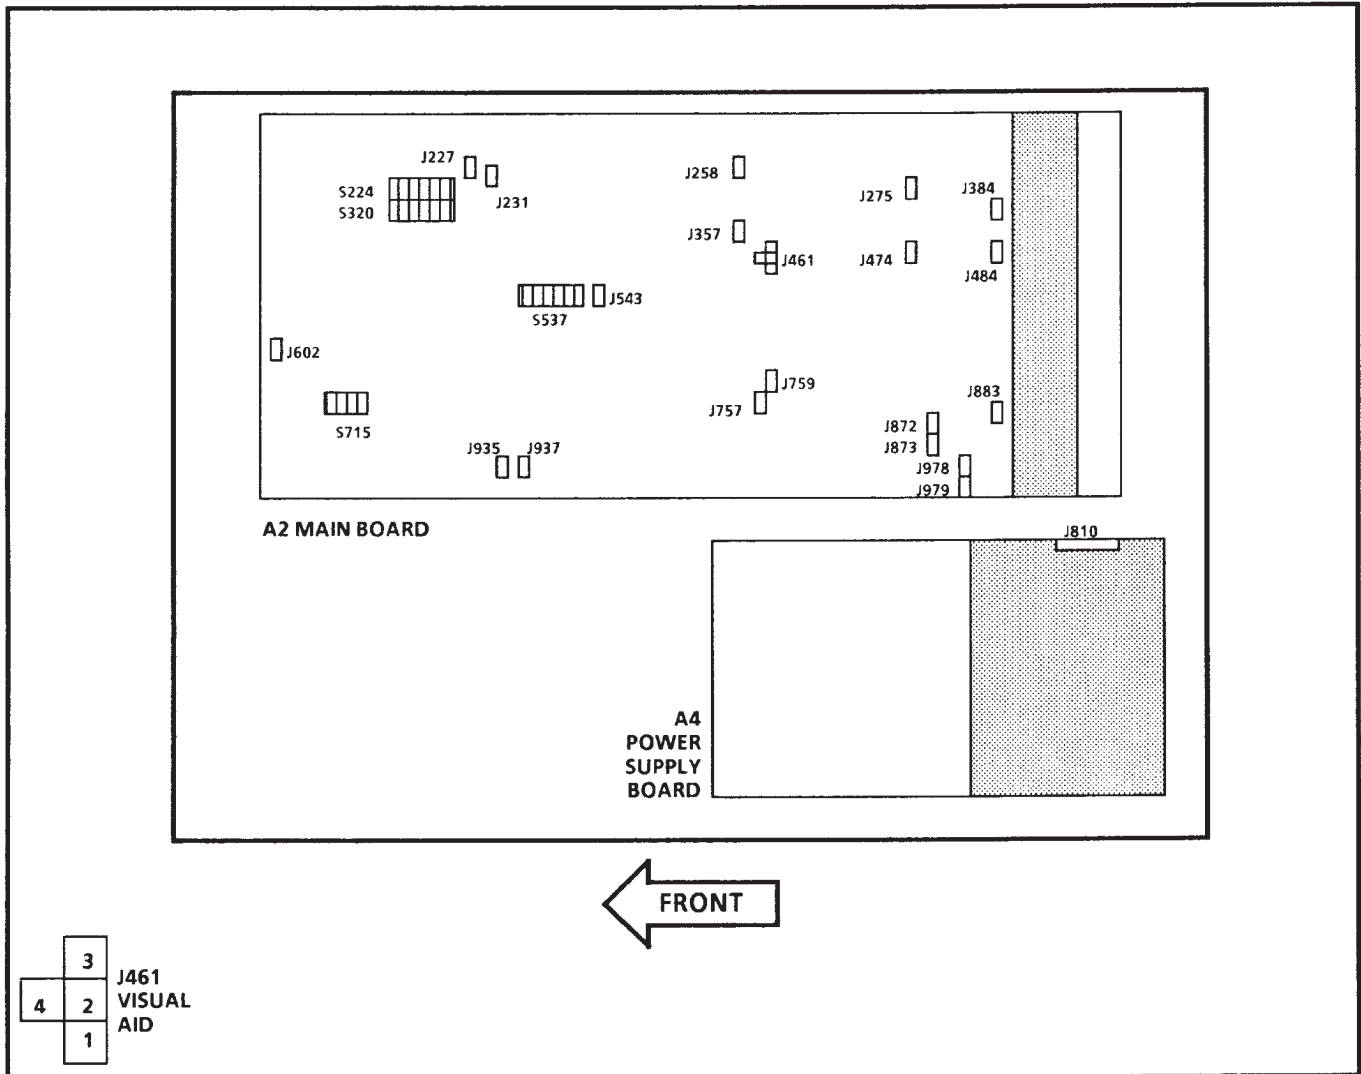 J227
J258
S224
J275
J384
S320
J231
J357
J461
J474
J484
J543
S537
J602
J759
J883
J757
J872
S715
J873
J935
J937
J978
J979
A2 MAIN BOARD
J810
A4
POWER
SUPPLY
BOARD
FRONT
3
J461
4
2
VISUAL
AID
1